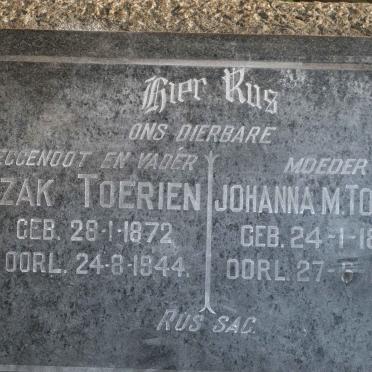 Hier Rus
ONS DIERBARE
EGGENOOT EN VADER
ZAK TOERIEN
GEB. 28-1-1872
OORL. 24-8-1944.
MOEDER
JOHANNA M. TO
GEB. 24-1-18
OORL. 27-
RUS SAG.